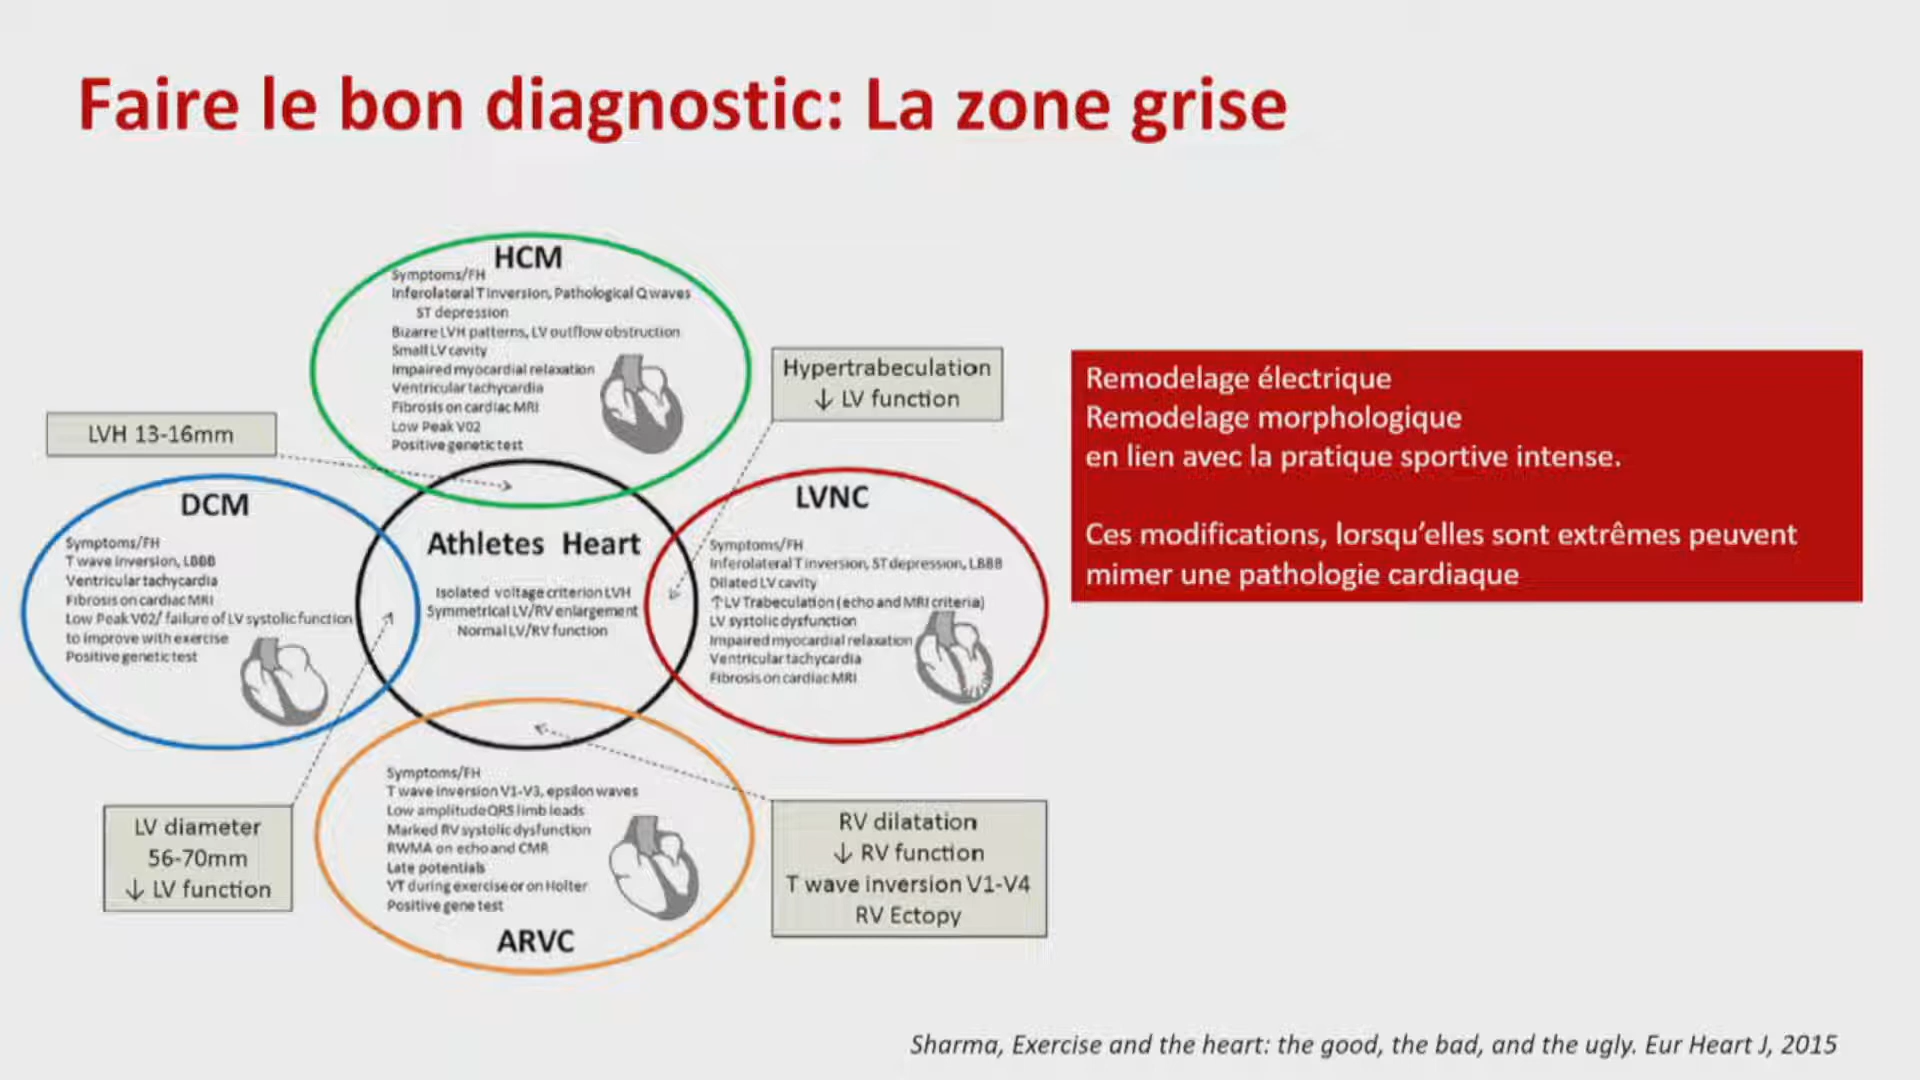 Faire le bon diagnostic: La zone grise
HCM
Symptoms/FH
Inferolateral T Inversion, Pathological Q waves
ST depression
Bizarre LVH patterns, LV outflow obstruction
Small LV cavity
Impaired myocardial relaxation
Ventricular tachycardia
Fibrosis on cardiac MRI
Low Peak V02
Positive genetic test
Hypertrabeculation
↓ LV function
LVH 13-16mm
DCM
Symptoms/FH
T wave inversion, LBBB
Ventricular tachycardia
Fibrosis on cardiac MRI
Low Peak V02/ failure of LV systolic function
to improve with exercise
Positive genetic test
Athletes Heart
Isolated voltage criterion LVH
Symmetrical LV/RV enlargement
Normal LV/RV function
LVNC
Symptoms/FH
Inferolateral T inversion, ST depression, LBBB
Dilated LV cavity
↑LV Trabeculation (echo and MRI criteria)
LV systolic dysfunction
Impaired myocardial relaxation
Ventricular tachycardia
Fibrosis on cardiac MRI
Symptoms/FH
T wave inversion V1-V3, epsilon waves
Low amplitude QRS limb leads
Marked RV systolic dysfunction
RWMA on echo and CMR
Late potentials
VT during exercise or on Holter
Positive gene test
ARVC
LV diameter
56-70mm
↓ LV function
RV dilatation
↓ RV function
T wave inversion V1-V4
RV Ectopy
Remodelage électrique
Remodelage morphologique
en lien avec la pratique sportive intense.
Ces modifications, lorsqu'elles sont extrêmes peuvent
mimer une pathologie cardiaque
Sharma, Exercise and the heart: the good, the bad, and the ugly. Eur Heart J, 2015